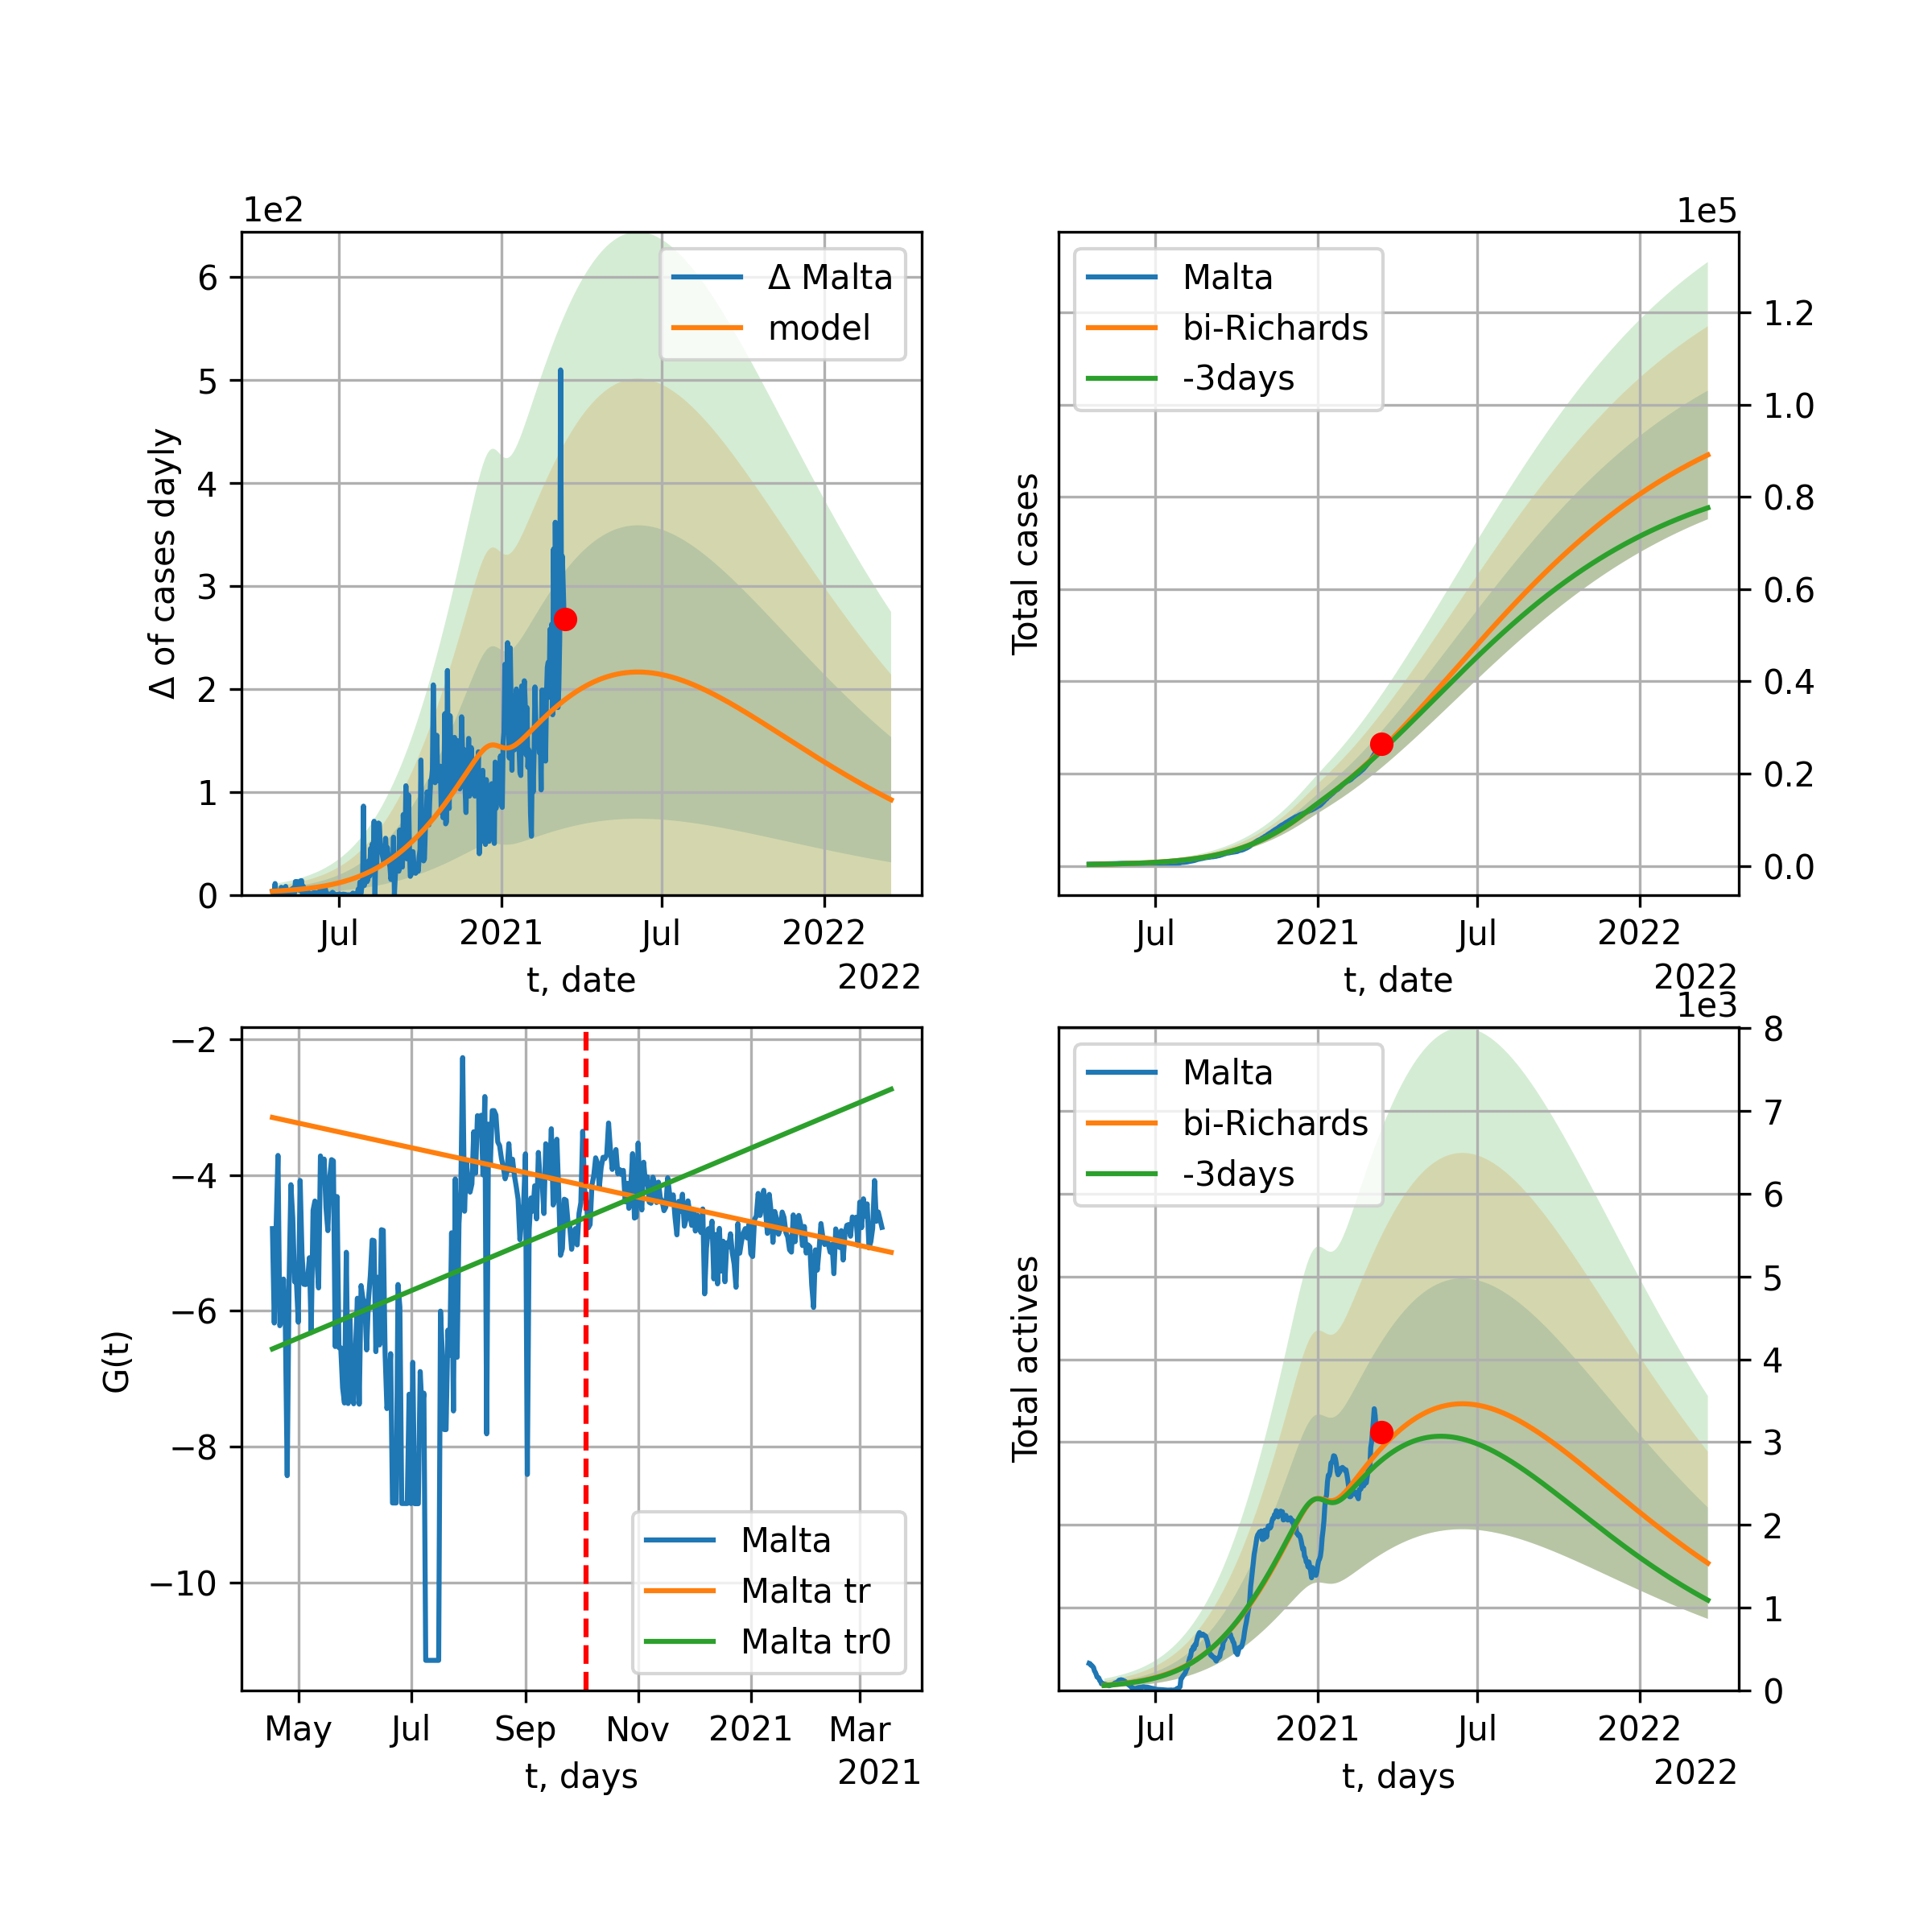 1e2
6
5
4
3
2
1
0
Δ of cases dayly
Δ Malta
model
Jul
2021
Jul
2022
t, date
2022
1e5
Malta
bi-Richards
-3days
Total cases
1.2
1.0
0.8
0.6
0.4
0.2
0.0
Jul
2021
Jul
2022
t, date
2022
−2
−4
−6
−8
−10
G(t)
Malta
Malta tr
Malta tr0
May
Jul
Sep
Nov
2021
Mar
t, days
2021
1e3
Malta
bi-Richards
-3days
Total actives
8
7
6
5
4
3
2
1
0
Jul
2021
Jul
2022
t, days
2022